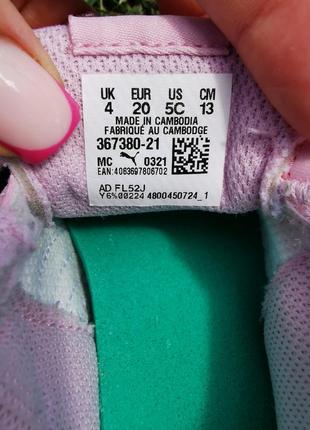 UK EUR US CM
4 20 5C 13
MADE IN CAMBODIA
FABRIQUÉ AU CAMBODGE
367380-21
MC 0321
EAN:4063697806702
AD FL52J
Y6%00224 4800450724_1